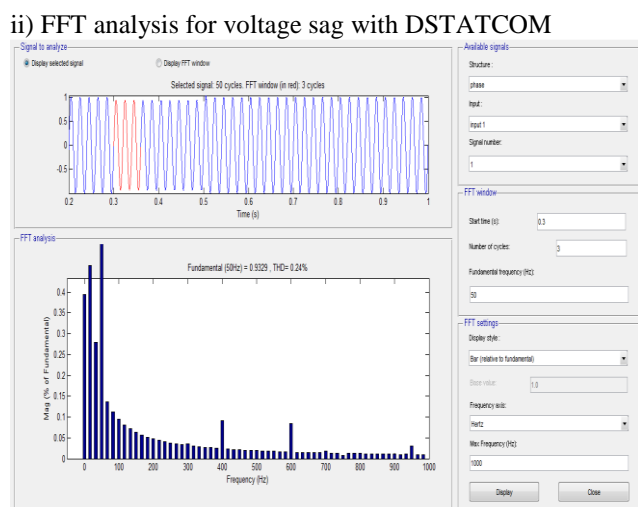 ii) FFT analysis for voltage sag with DSTATCOM
Signal to analyze
Display selected signal
Display FFT window
Selected signal: 50 cycles. FFT window (in red): 3 cycles
1
0.5
0
-0.5
0.2 0.3 0.4 0.5 0.6 0.7 0.8 0.9 1
Time (s)
FFT analysis
Fundamental (50Hz) = 0.9329 , THD= 0.24%
0.4
0.35
0.3
0.25
0.2
0.15
0.1
0.05
0
Mag (% of Fundamental)
0 100 200 300 400 500 600 700 800 900 1000
Frequency (Hz)
Available signals
Structure :
phase
Input :
input 1
Signal number:
1
FFT window
Start time (s):
0.3
Number of cycles:
3
Fundamental frequency (Hz):
50
FFT settings
Display style :
Bar (relative to fundamental)
Base value:
1.0
Frequency axis:
Hertz
Max Frequency (Hz):
1000
Display
Close